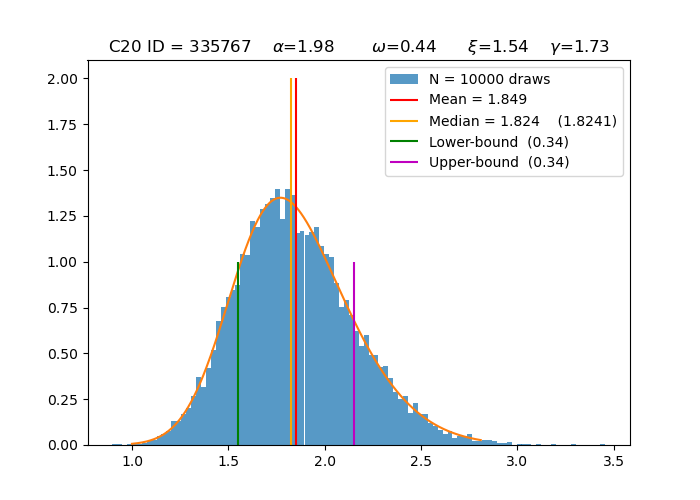 C20 ID = 335767 α=1.98 ω=0.44 ξ=1.54 γ=1.73
2.00
1.75
1.50
1.25
1.00
0.75
0.50
0.25
0.00
N = 10000 draws
Mean = 1.849
Median = 1.824 (1.8241)
Lower-bound (0.34)
Upper-bound (0.34)
1.0 1.5 2.0 2.5 3.0 3.5